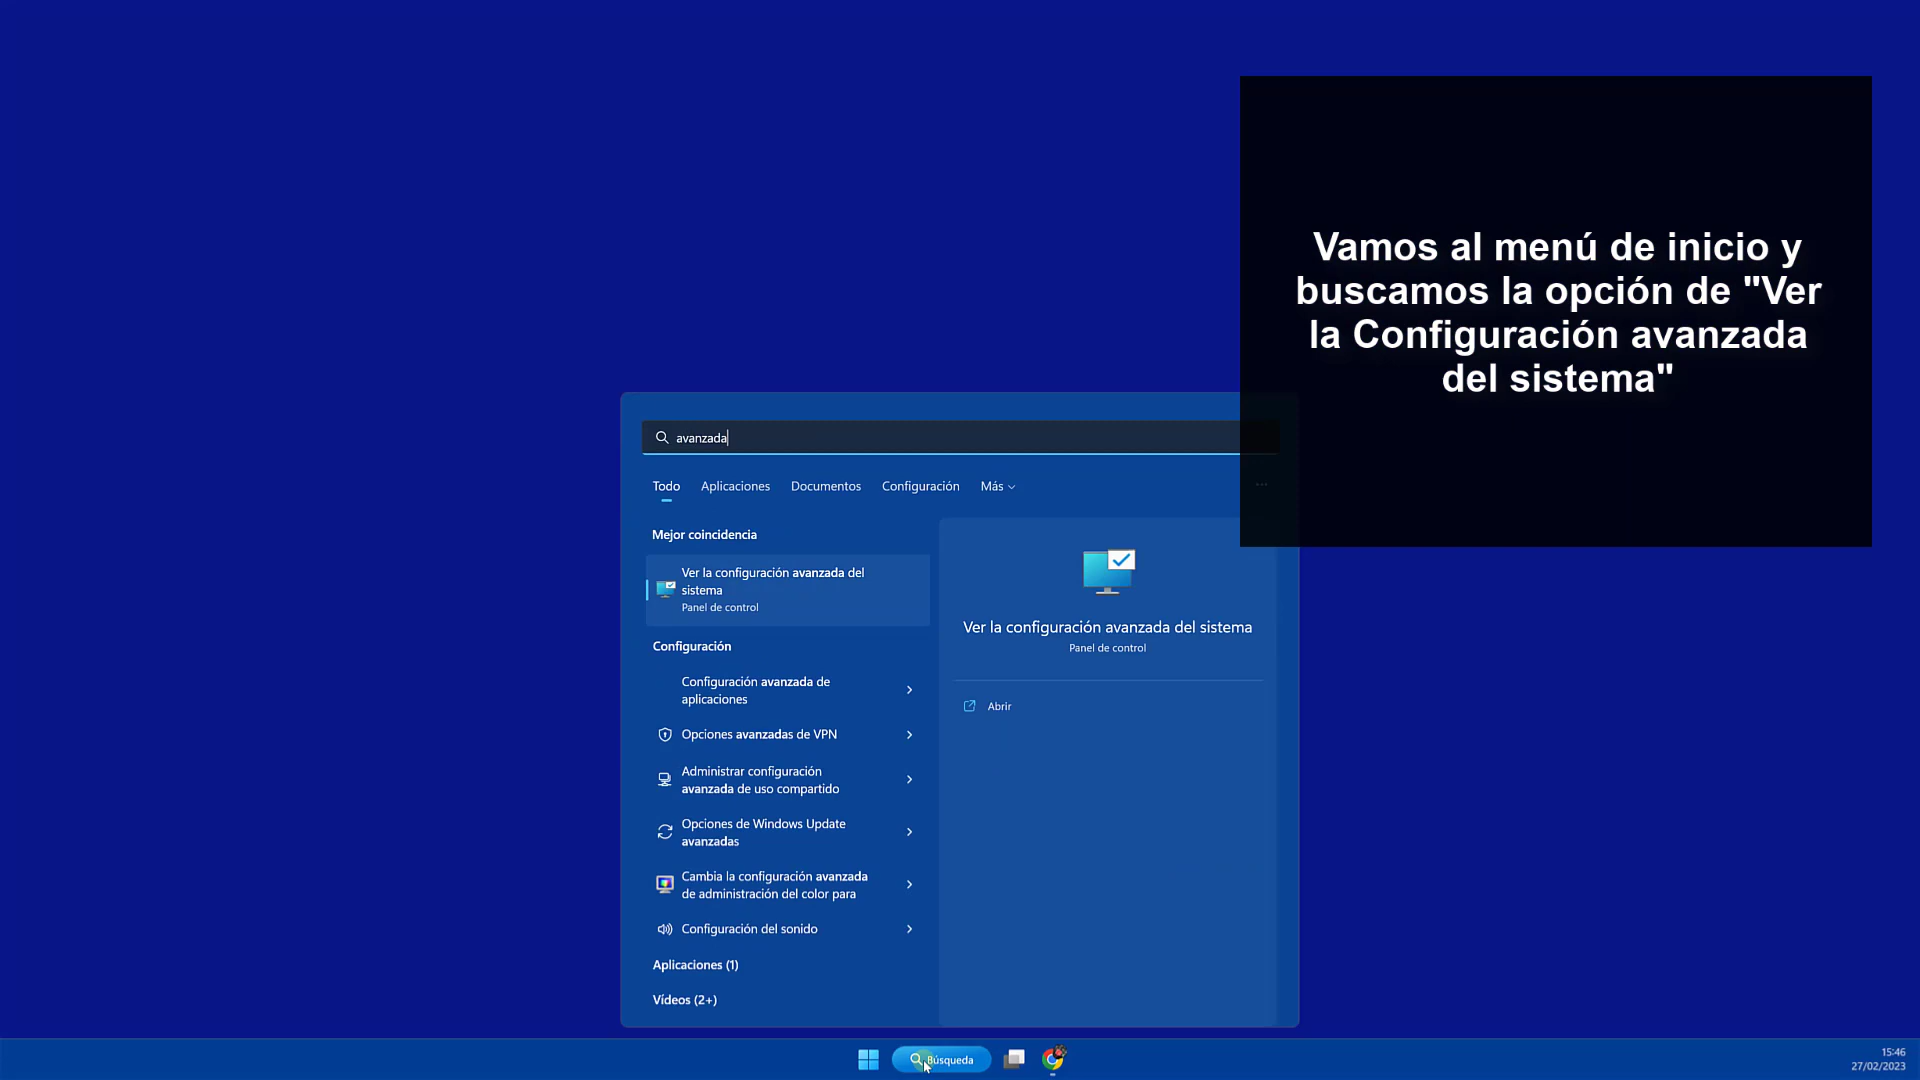 Vamos al menú de inicio y
buscamos la opción de "Ver
la Configuración avanzada
del sistema"
avanzada
Todo Aplicaciones Documentos Configuración Más
Mejor coincidencia
Ver la configuración avanzada del
sistema
Panel de control
Configuración
Configuración avanzada de
aplicaciones
Opciones avanzadas de VPN
Administrar configuración
avanzada de uso compartido
Opciones de Windows Update
avanzadas
Cambia la configuración avanzada
de administración del color para
Configuración del sonido
Aplicaciones (1)
Vídeos (2+)
Ver la configuración avanzada del sistema
Panel de control
Abrir
Búsqueda
15:46
27/02/2023